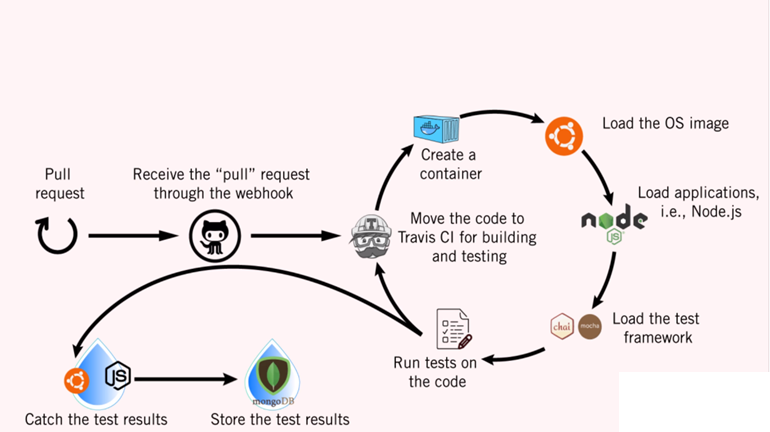 Pull
request
Receive the “pull” request
through the webhook
Create a
container
Load the OS image
Load applications,
i.e., Node.js
node
JS
Move the code to
Travis CI for building
and testing
T
chai
mocha
Load the test
framework
Run tests on
the code
JS
Catch the test results
mongoDB
Store the test results